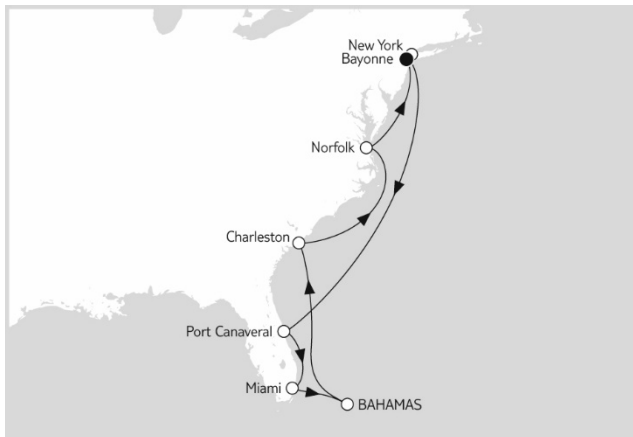 New York
Bayonne
Norfolk
Charleston
Port Canaveral
Miami
BAHAMAS